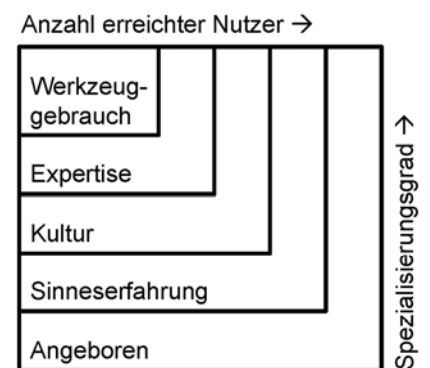 Anzahl erreichter Nutzer →
Werkzeug-
gebrauch
Expertise
Kultur
Sinneserfahrung
Angeboren
Spezialisierungsgrad →